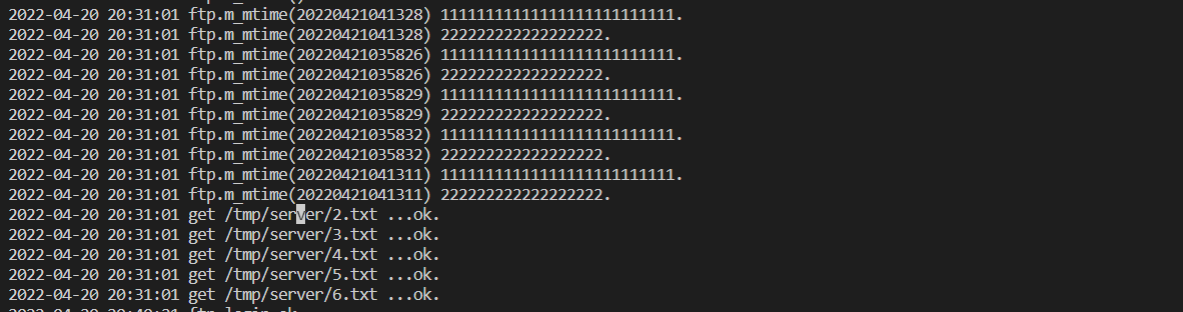 2022-04-20 20:31:01 ftp.m_mtime(20220421041328) 11111111111111111111111111.
2022-04-20 20:31:01 ftp.m_mtime(20220421041328) 222222222222222222.
2022-04-20 20:31:01 ftp.m_mtime(20220421035826) 11111111111111111111111111.
2022-04-20 20:31:01 ftp.m_mtime(20220421035826) 222222222222222222.
2022-04-20 20:31:01 ftp.m_mtime(20220421035829) 11111111111111111111111111.
2022-04-20 20:31:01 ftp.m_mtime(20220421035829) 222222222222222222.
2022-04-20 20:31:01 ftp.m_mtime(20220421035832) 11111111111111111111111111.
2022-04-20 20:31:01 ftp.m_mtime(20220421035832) 222222222222222222.
2022-04-20 20:31:01 ftp.m_mtime(20220421041311) 11111111111111111111111111.
2022-04-20 20:31:01 ftp.m_mtime(20220421041311) 222222222222222222.
2022-04-20 20:31:01 get /tmp/server/2.txt ...ok.
2022-04-20 20:31:01 get /tmp/server/3.txt ...ok.
2022-04-20 20:31:01 get /tmp/server/4.txt ...ok.
2022-04-20 20:31:01 get /tmp/server/5.txt ...ok.
2022-04-20 20:31:01 get /tmp/server/6.txt ...ok.